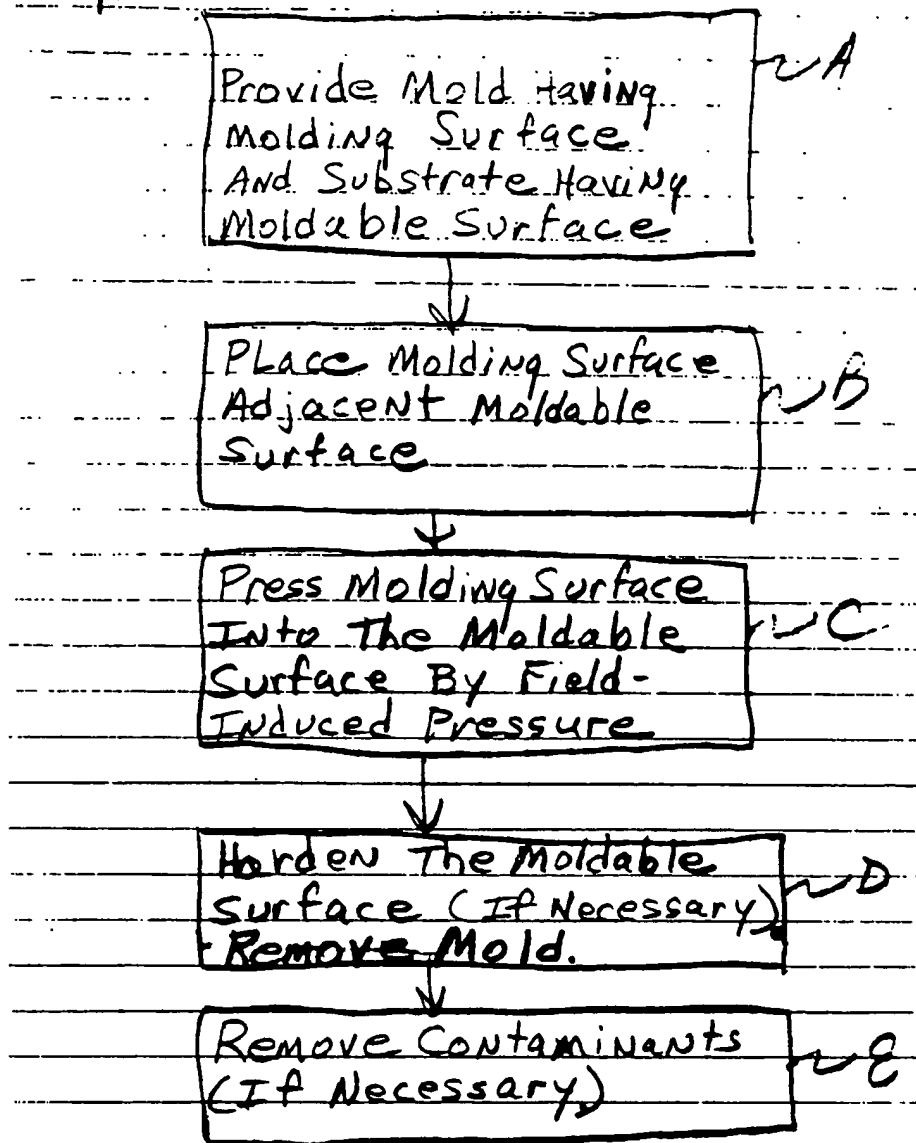 Provide Mold Having
Molding Surface
And Substrate Having
Moldable Surface
A
Place Molding Surface
Adjacent Moldable
Surface
B
Press Molding Surface
Into The Moldable
Surface By Field-
Induced Pressure
C
Harden The Moldable
Surface (If Necessary).
Remove Mold.
D
Remove Contaminants
(If Necessary)
E